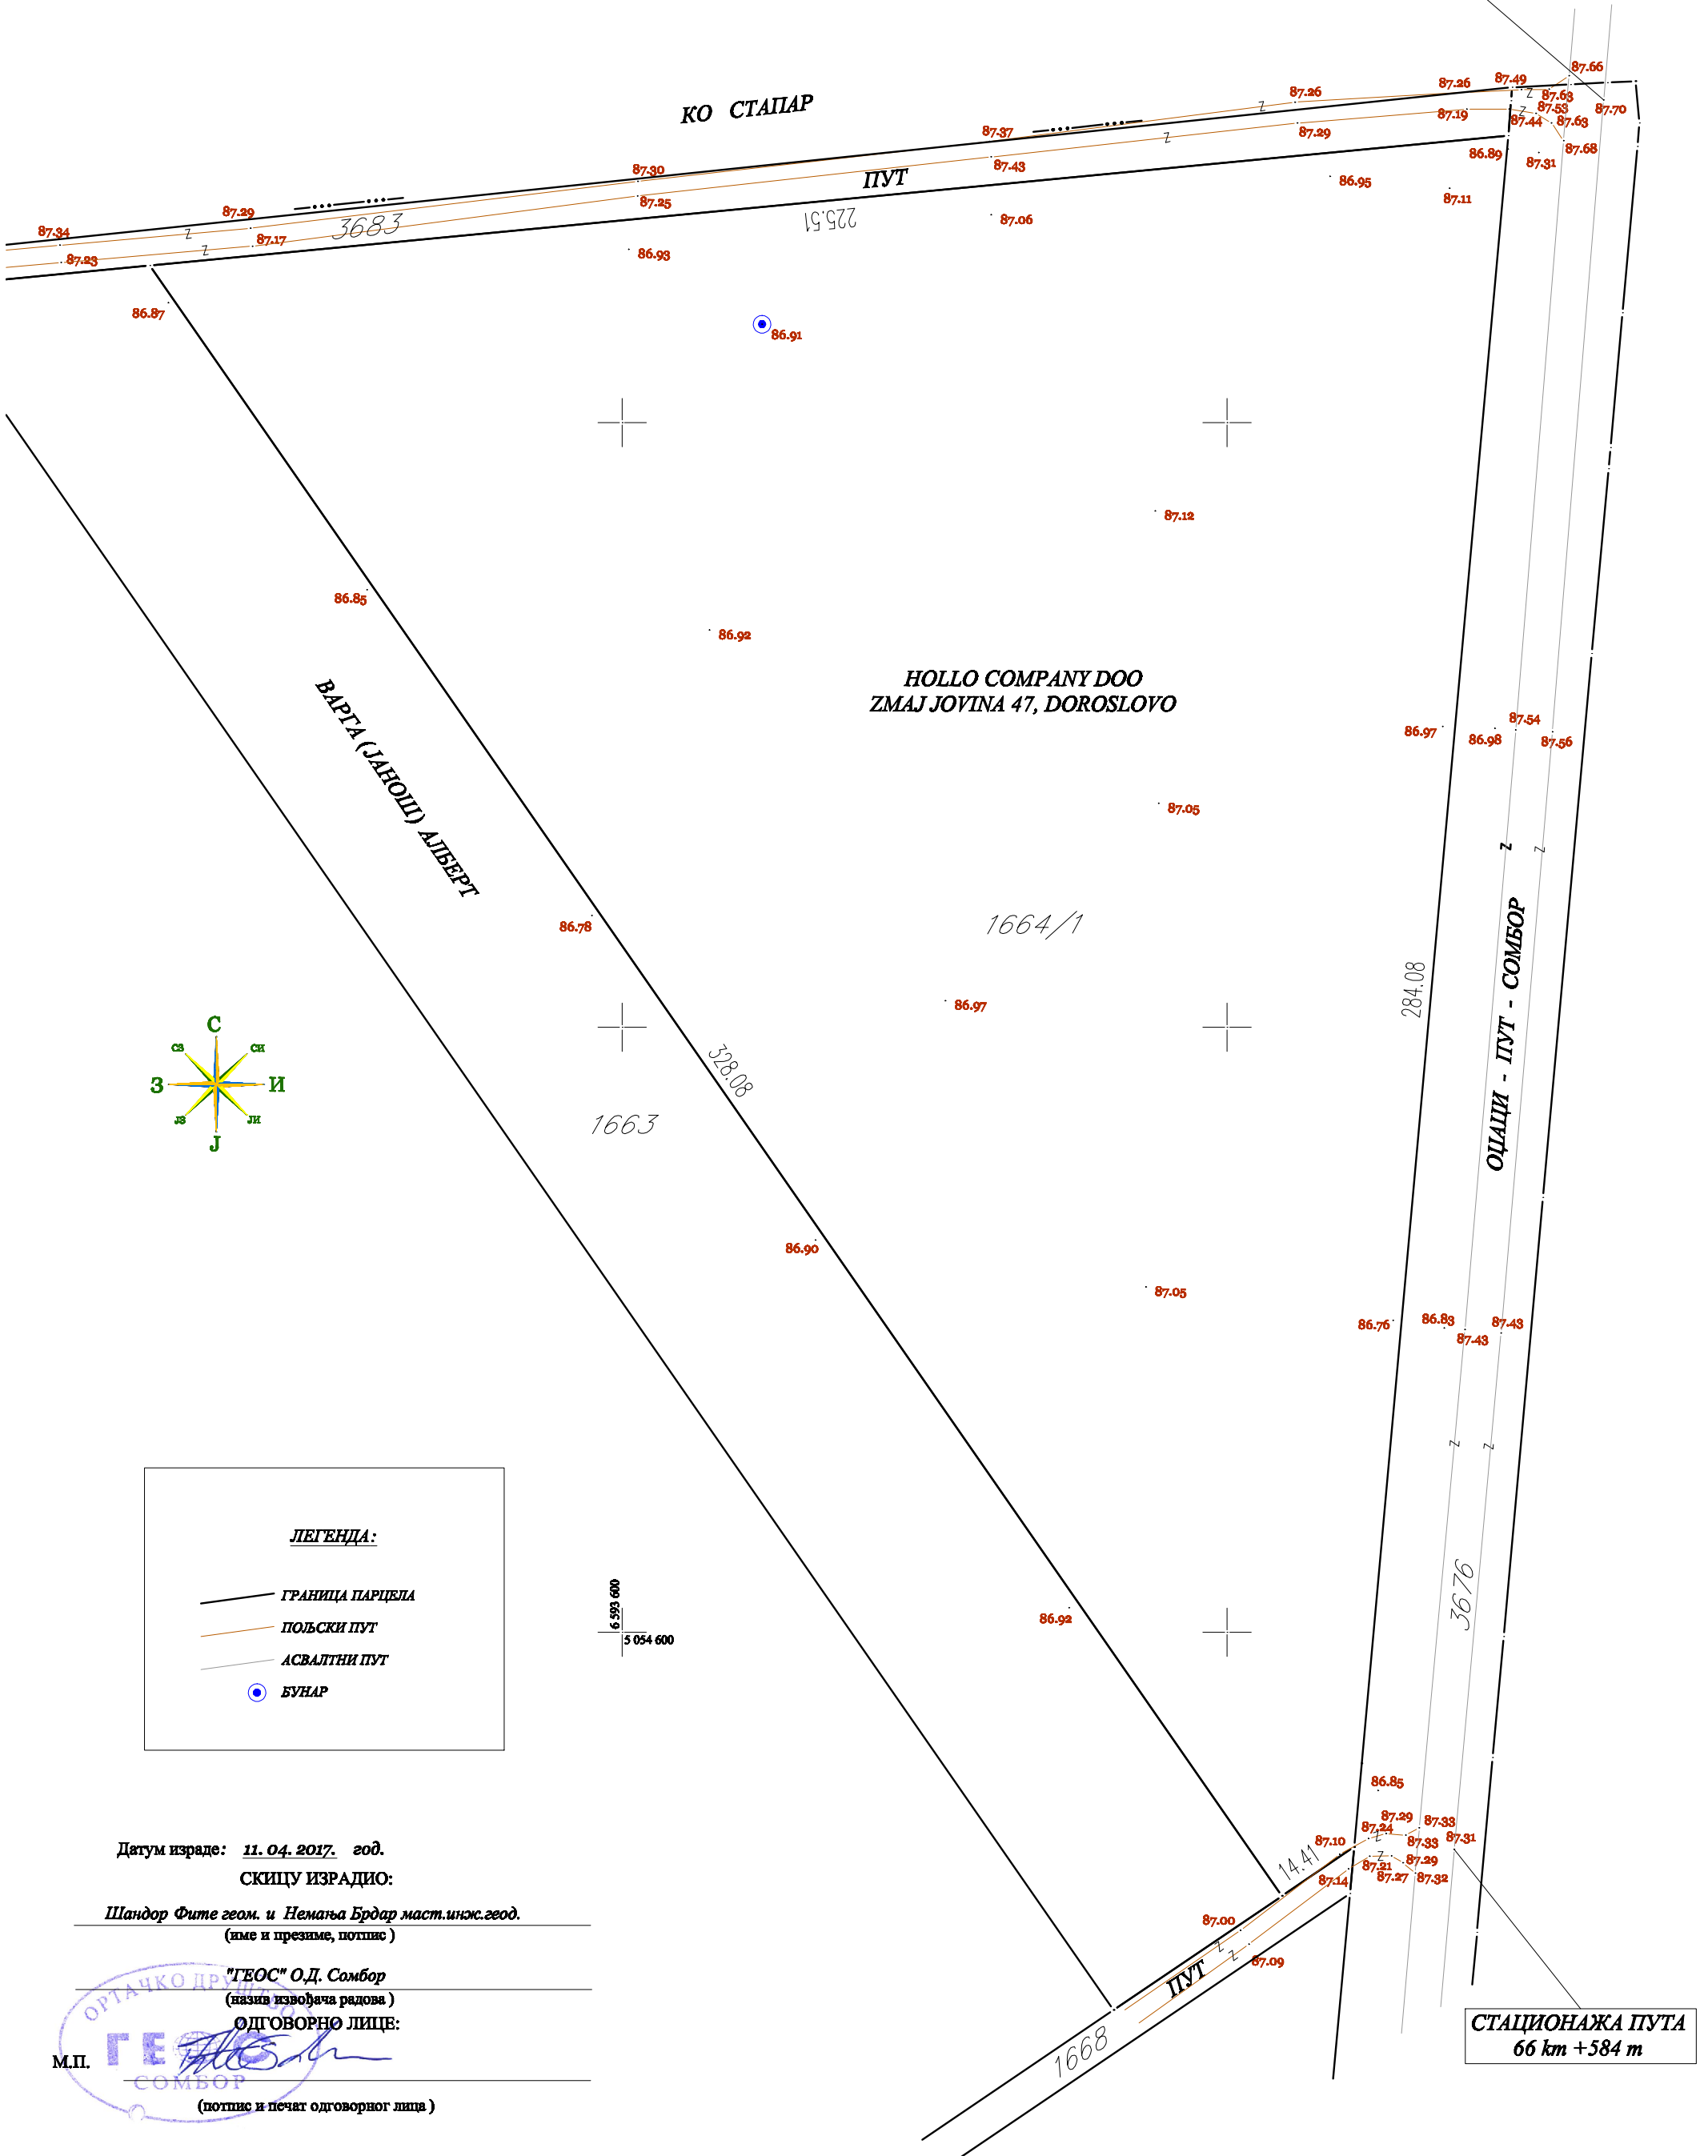 87.66
87.49
87.26
87.26
87.63
87.53
87.70
КО СТАПАР
87.37
87.19
87.44
87.63
87.29
87.68
87.30
87.43
86.89
87.31
ПУТ
86.95
87.11
87.25
87.29
3683
225.51
87.06
87.34
87.17
86.93
87.23
86.87
86.91
87.12
86.85
86.92
HOLLO COMPANY DOO
ZMAJ JOVINA 47, DOROSLOVO
87.54
86.97
86.98
87.56
ВАРГА (ЈАНОШ) АЛБЕРТ
87.05
86.78
1664/1
284.08
ОЏАЦИ - ПУТ - СОМБОР
86.97
С
СЗ
СИ
З
И
ЈЗ
ЈИ
Ј
328.08
1663
86.90
87.05
86.76
86.83
87.43
87.43
ЛЕГЕНДА:
ГРАНИЦА ПАРЦЕЛА
ПОЉСКИ ПУТ
АСВАЛТНИ ПУТ
БУНАР
6 593 600
5 054 600
86.92
3676
86.85
87.29
87.33
87.24
87.10
87.33
87.31
14.41
87.21
87.29
87.14
87.27
87.32
87.00
87.09
ПУТ
1668
СТАЦИОНАЖА ПУТА
66 km +584 m
Датум израде: 11. 04. 2017. год.
СКИЦУ ИЗРАДИО:
Шандор Фите геом. и Немања Брдар маст.инж.геод.
(име и презиме, потпис )
"ГЕОС" О.Д. Сомбор
(назив извођача радова )
ОДГОВОРНО ЛИЦЕ:
М.П.
(потпис и печат одговорног лица )
ОРТАЧКО ДРУШТВО
ГЕОС
СОМБОР